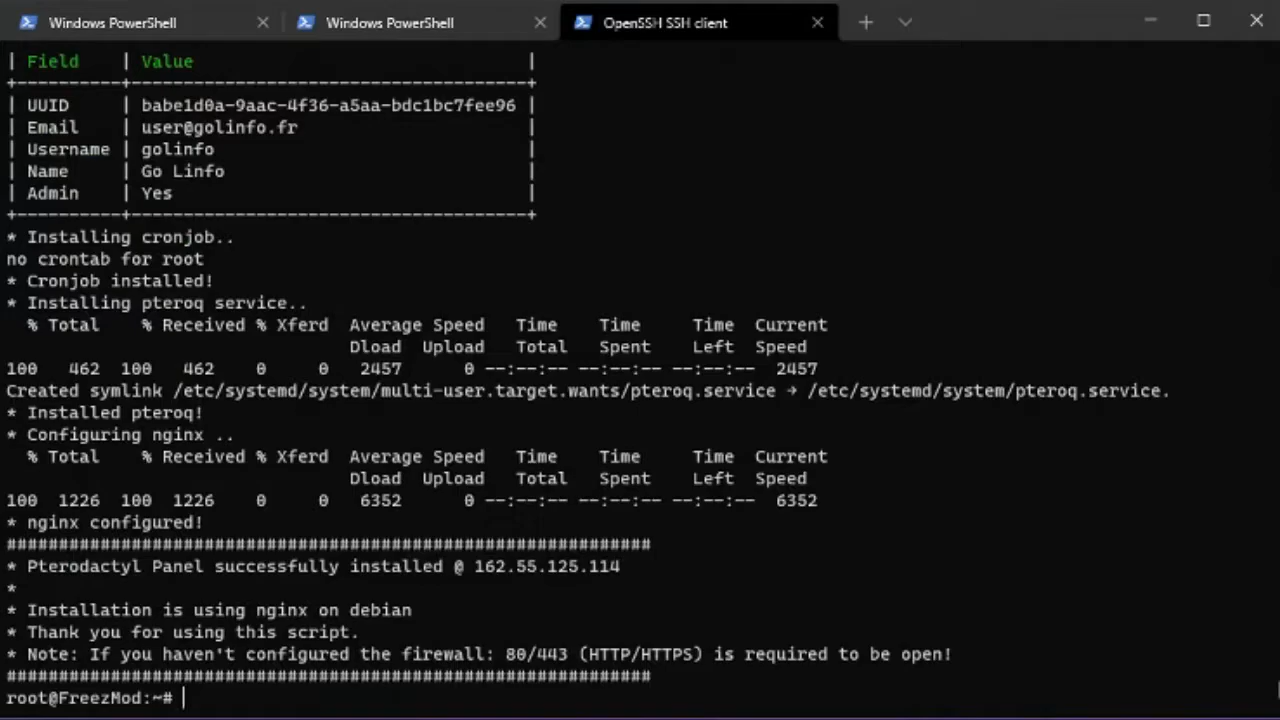 Windows PowerShell Windows PowerShell OpenSSH SSH client
| Field | Value |
+----------+----------------------------------------------+
| UUID | babe1d0a-9aac-4f36-a5aa-bdc1bc7fee96 |
| Email | user@golinfo.fr |
| Username | golinfo |
| Name | Go Linfo |
| Admin | Yes |
+----------+----------------------------------------------+
* Installing cronjob..
no crontab for root
* Cronjob installed!
* Installing pteroq service..
% Total % Received % Xferd Average Speed Time Time Time Current
Dload Upload Total Spent Left Speed
100 462 100 462 0 0 2457 0 --:--:-- --:--:-- --:--:-- 2457
Created symlink /etc/systemd/system/multi-user.target.wants/pteroq.service → /etc/systemd/system/pteroq.service.
* Installed pteroq!
* Configuring nginx ..
% Total % Received % Xferd Average Speed Time Time Time Current
Dload Upload Total Spent Left Speed
100 1226 100 1226 0 0 6352 0 --:--:-- --:--:-- --:--:-- 6352
* nginx configured!
##############################################################
* Pterodactyl Panel successfully installed @ 162.55.125.114
*
* Installation is using nginx on debian
* Thank you for using this script.
* Note: If you haven't configured the firewall: 80/443 (HTTP/HTTPS) is required to be open!
##############################################################
root@FreezMod:~#